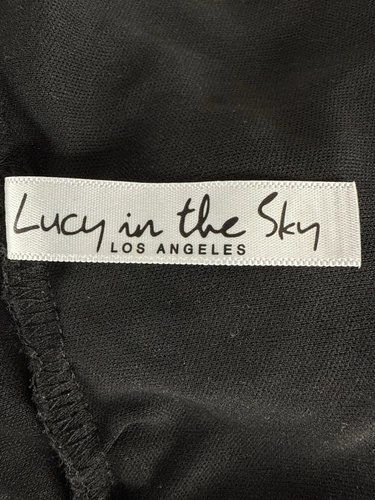 Lucy in the Sky
LOS ANGELES